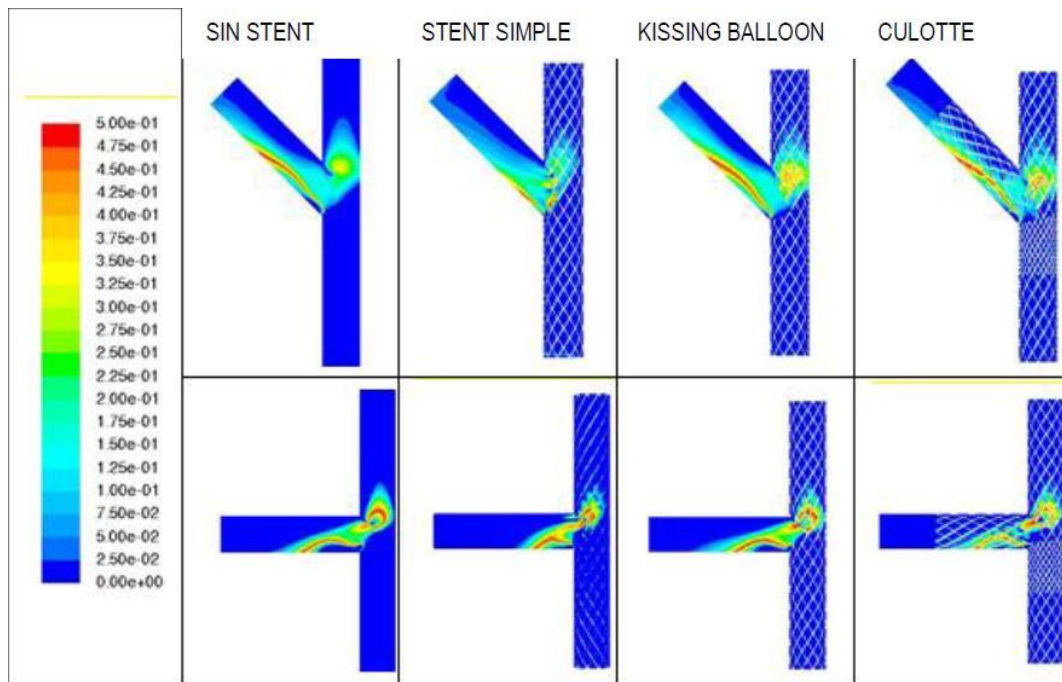 SIN STENT
STENT SIMPLE
KISSING BALLOON
CULOTTE
5.00e-01
4.75e-01
4.50e-01
4.25e-01
4.00e-01
3.75e-01
3.50e-01
3.25e-01
3.00e-01
2.75e-01
2.50e-01
2.25e-01
2.00e-01
1.75e-01
1.50e-01
1.25e-01
1.00e-01
7.50e-02
5.00e-02
2.50e-02
0.00e+00